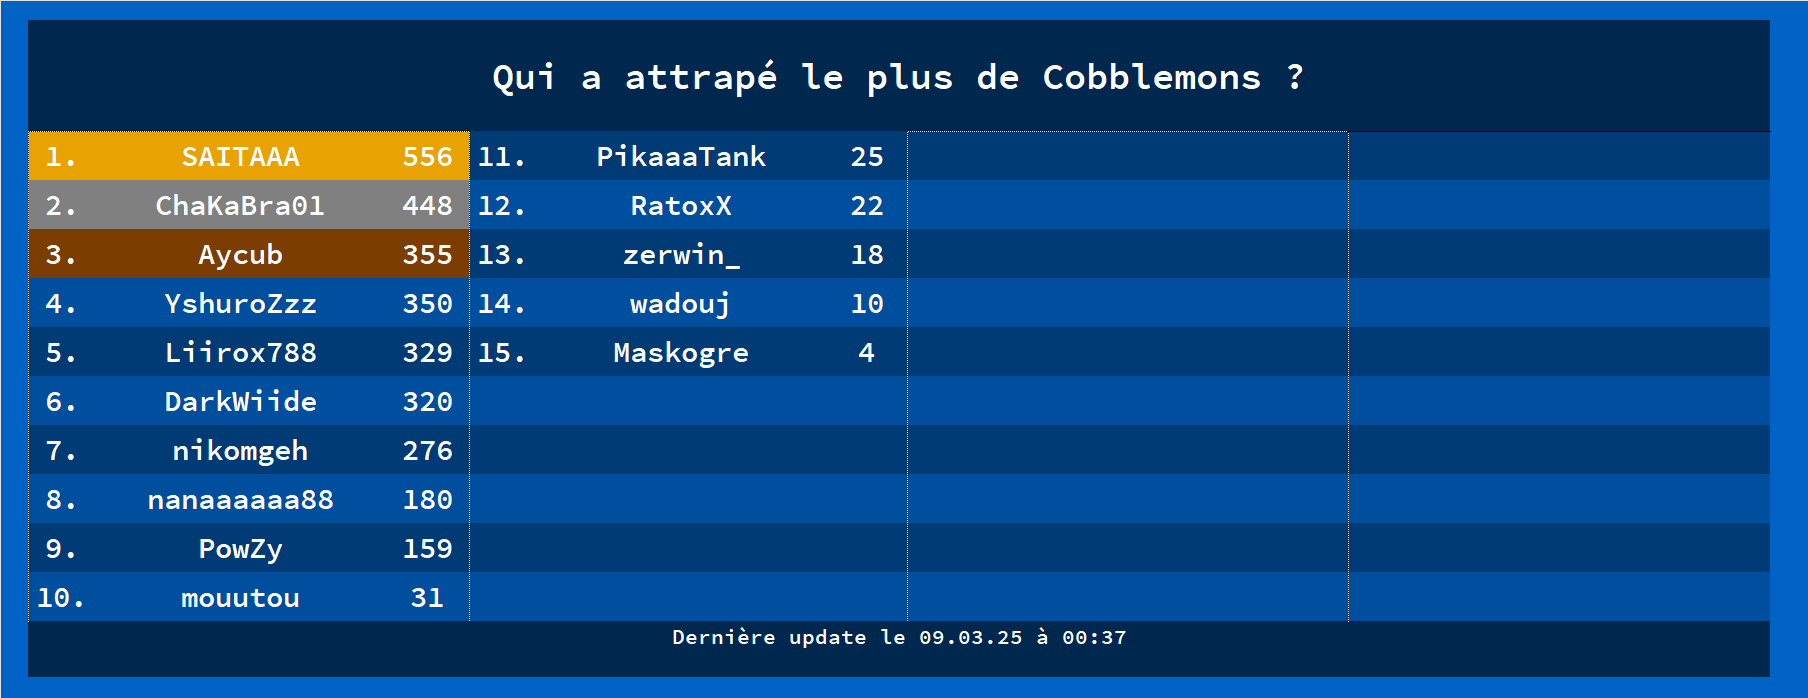 Qui a attrapé le plus de Cobblemons ?
1. SAITAAA 556
2. ChaKaBra01 448
3. Aycub 355
4. YshuroZzz 350
5. Liirox788 329
6. DarkWiide 320
7. nikomgeh 276
8. nanaaaaaa88 180
9. PowZy 159
10. mouutou 31
11. PikaaaTank 25
12. RatoxX 22
13. zerwin_ 18
14. wadouj 10
15. Maskogre 4
Dernière update le 09.03.25 à 00:37